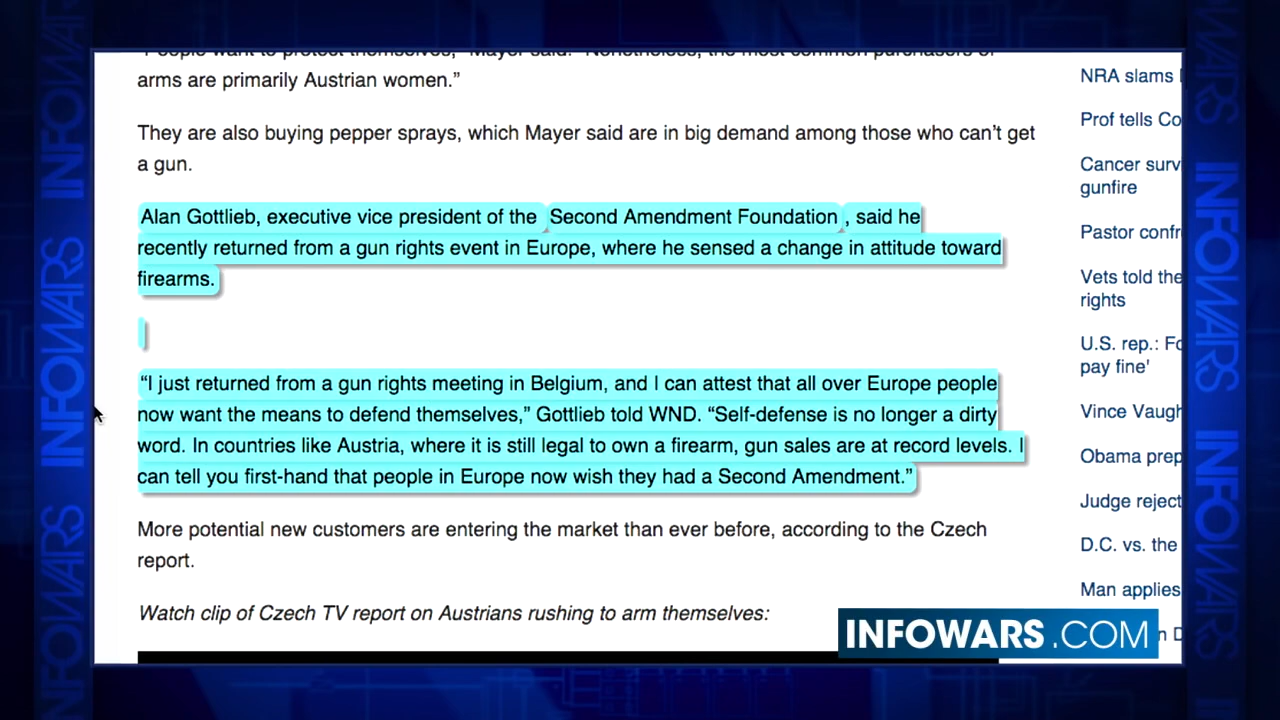 arms are primarily Austrian women.”
They are also buying pepper sprays, which Mayer said are in big demand among those who can’t get
a gun.
Alan Gottlieb, executive vice president of the Second Amendment Foundation , said he
recently returned from a gun rights event in Europe, where he sensed a change in attitude toward
firearms.
“I just returned from a gun rights meeting in Belgium, and I can attest that all over Europe people
now want the means to defend themselves,” Gottlieb told WND. “Self-defense is no longer a dirty
word. In countries like Austria, where it is still legal to own a firearm, gun sales are at record levels. I
can tell you first-hand that people in Europe now wish they had a Second Amendment.”
More potential new customers are entering the market than ever before, according to the Czech
report.
Watch clip of Czech TV report on Austrians rushing to arm themselves:
NRA slams
Prof tells Co
Cancer surv
gunfire
Pastor confr
Vets told the
rights
U.S. rep.: Fo
pay fine'
Vince Vaugh
Obama prep
Judge reject
D.C. vs. the
Man applies
INFOWARS.COM
INFOWARS
INFOWARS
INFOWARS
INFOWARS